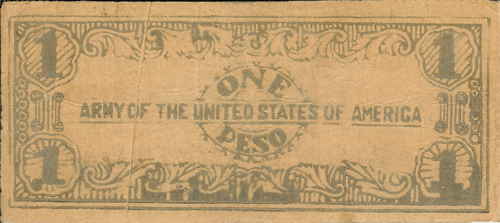 1 1
ONE
ARMY OF THE UNITED STATES OF AMERICA
PESO
1 1